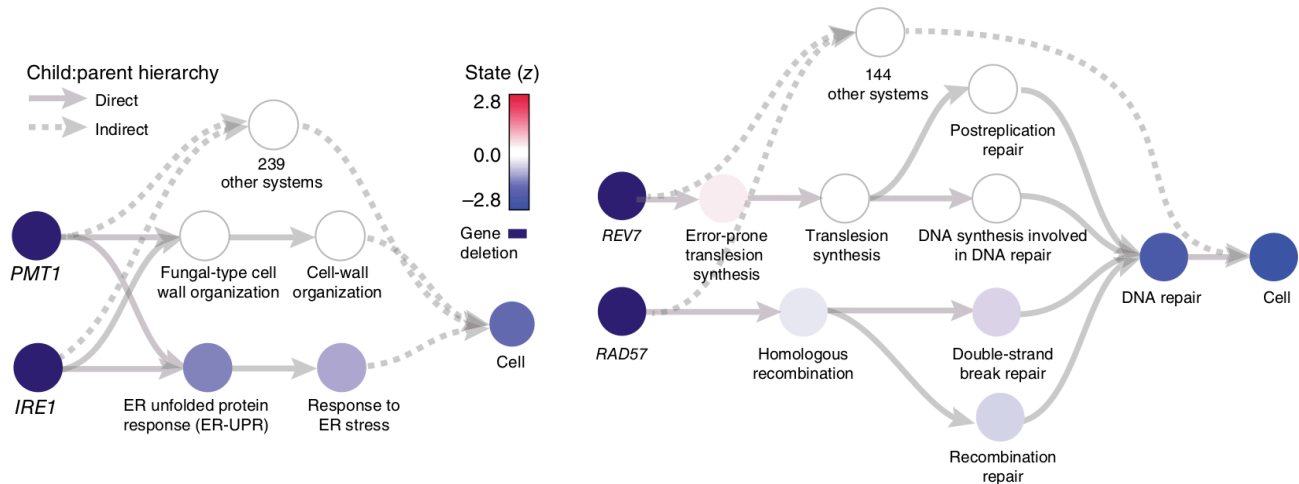 Child:parent hierarchy
Direct
Indirect
239
other systems
State (z)
2.8
0.0
–2.8
Gene
deletion
PMT1
Fungal-type cell
wall organization
Cell-wall
organization
IRE1
ER unfolded protein
response (ER-UPR)
Response to
ER stress
Cell
144
other systems
Postreplication
repair
REV7
Error-prone
translesion
synthesis
Translesion
synthesis
DNA synthesis involved
in DNA repair
DNA repair
Cell
RAD57
Homologous
recombination
Double-strand
break repair
Recombination
repair